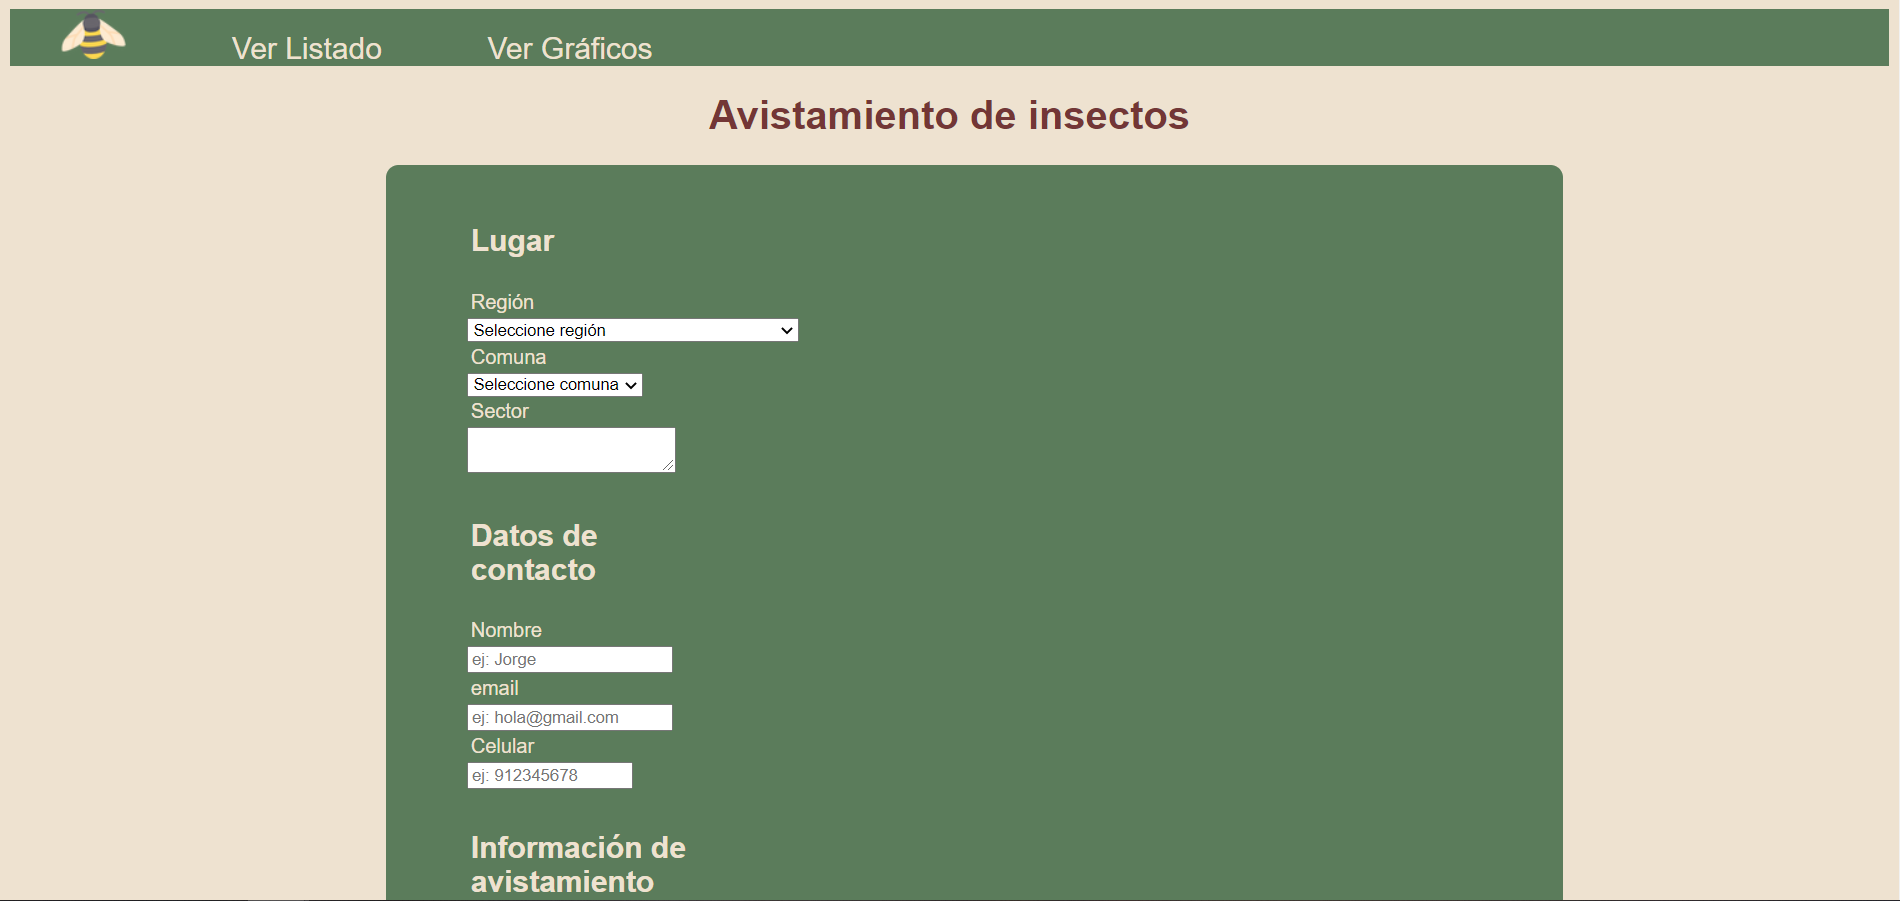 Ver Listado
Ver Gráficos
Avistamiento de insectos
Lugar
Región
Seleccione región
Comuna
Seleccione comuna
Sector
Datos de
contacto
Nombre
ej: Jorge
email
ej: hola@gmail.com
Celular
ej: 912345678
Información de
avistamiento